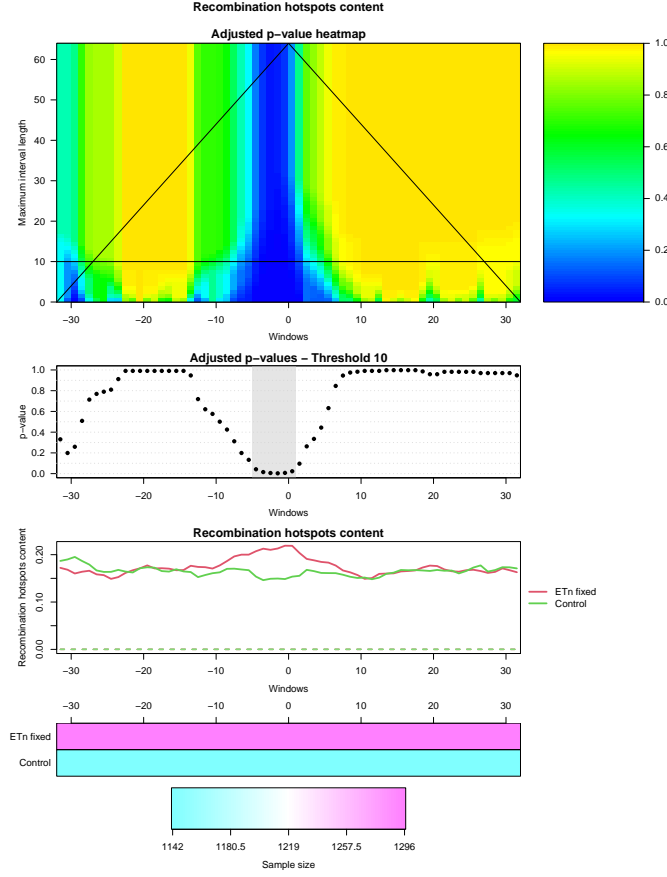 Recombination hotspots content
Adjusted p−value heatmap
Maximum interval length
0 10 20 30 40 50 60
−30 −20 −10 0 10 20 30
Windows
0.0 0.2 0.4 0.6 0.8 1.0
Adjusted p−values − Threshold 10
p−value
0.0 0.2 0.4 0.6 0.8 1.0
−30 −20 −10 0 10 20 30
Windows
Recombination hotspots content
Recombination hotspots content
0.00 0.10 0.20
ETn fixed
Control
−30 −20 −10 0 10 20 30
Windows
−30 −20 −10 0 10 20 30
ETn fixed
Control
1142 1180.5 1219 1257.5 1296
Sample size